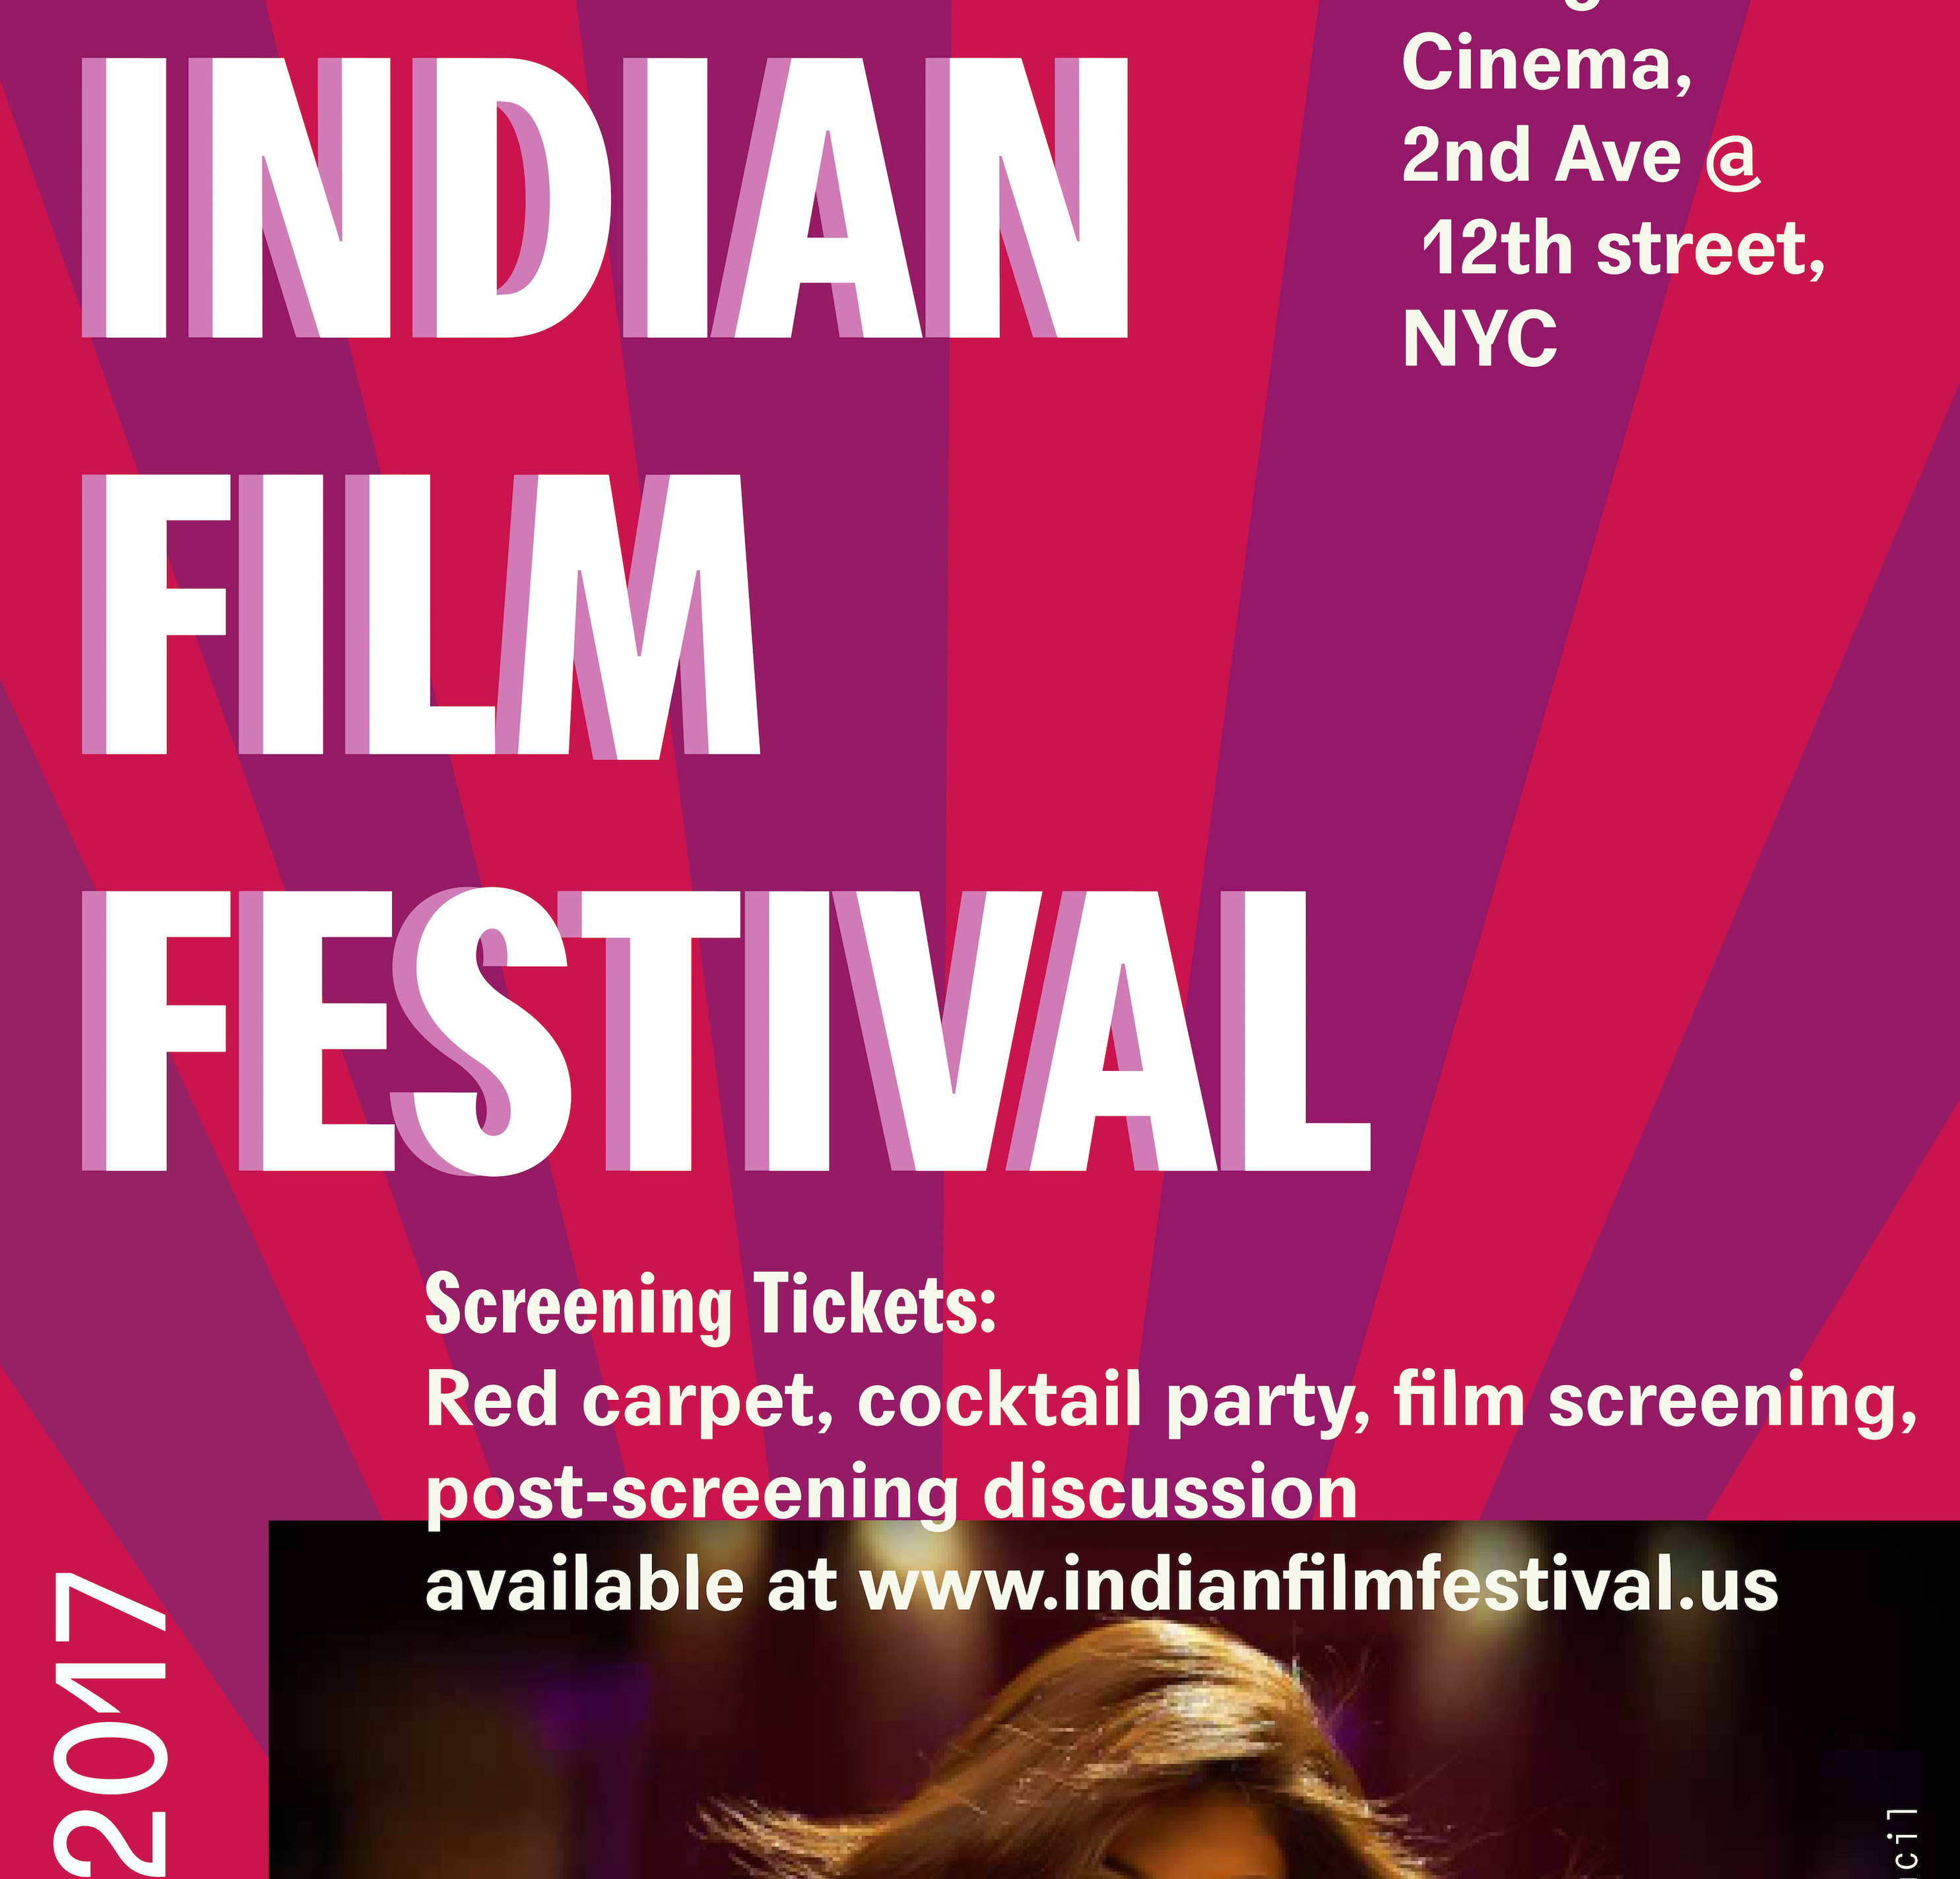 INDIAN
FILM
FESTIVAL
Cinema,
2nd Ave @
12th street,
NYC
Screening Tickets:
Red carpet, cocktail party, film screening,
post-screening discussion
available at www.indianfilmfestival.us
2017